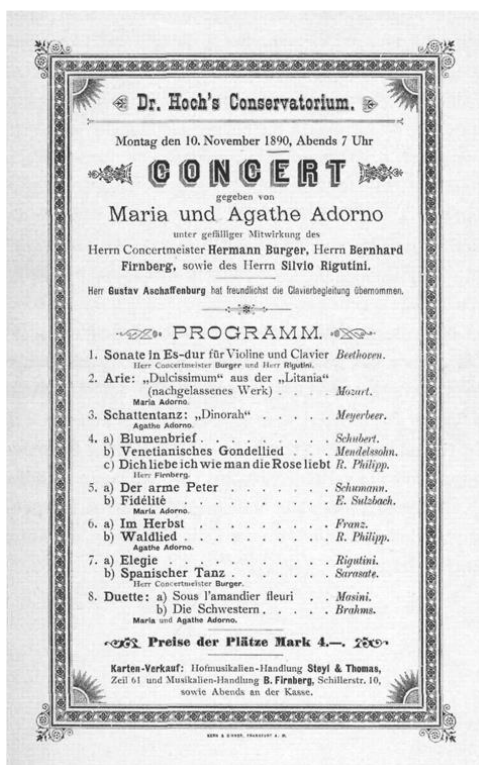 Dr. Hoch's Conservatorium.
Montag den 10. November 1890, Abends 7 Uhr
CONCERT
gegeben von
Maria und Agathe Adorno
unter gefälliger Mitwirkung des
Herrn Concertmeister Hermann Burger, Herrn Bernhard
Firnberg, sowie des Herrn Silvio Rigutini.
Herr Gustav Aschaffenburg hat freundlichst die Clavierbegleitung übernommen.
PROGRAMM.
1. Sonate in Es-dur für Violine und Clavier Beethoven.
Herr Concertmeister Burger und Herr Rigutini.
2. Arie: „Dulcissimum" aus der „Litania"
(nachgelassenes Werk) . . . . Mozart.
Maria Adorno.
3. Schattentanz: „Dinorah" . . . . . . Meyerbeer.
Agathe Adorno.
4. a) Blumenbrief . . . . . . . . . Schubert.
b) Venetianisches Gondellied . . . . Mendelssohn.
c) Dich liebe ich wie man die Rose liebt R. Philipp.
Herr Firnberg.
5. a) Der arme Peter . . . . . . . Schumann.
b) Fidélité . . . . . . . . . . E. Sulzbach.
Maria Adorno.
6. a) Im Herbst . . . . . . . . . Franz.
b) Waldlied . . . . . . . . . . R. Philipp.
Agathe Adorno.
7. a) Elegie . . . . . . . . . . . Rigutini.
b) Spanischer Tanz . . . . . . . Sarasate.
Herr Concertmeister Burger.
8. Duette: a) Sous l'amandier fleuri . . Masini.
b) Die Schwestern . . . . . Brahms.
Maria und Agathe Adorno.
Preise der Plätze Mark 4.—.
Karten-Verkauf: Hofmusikalien-Handlung Steyl & Thomas,
Zeil 61 und Musikalien-Handlung B. Firnberg, Schillerstr. 10,
sowie Abends an der Kasse.
FRANKFURT A. M.